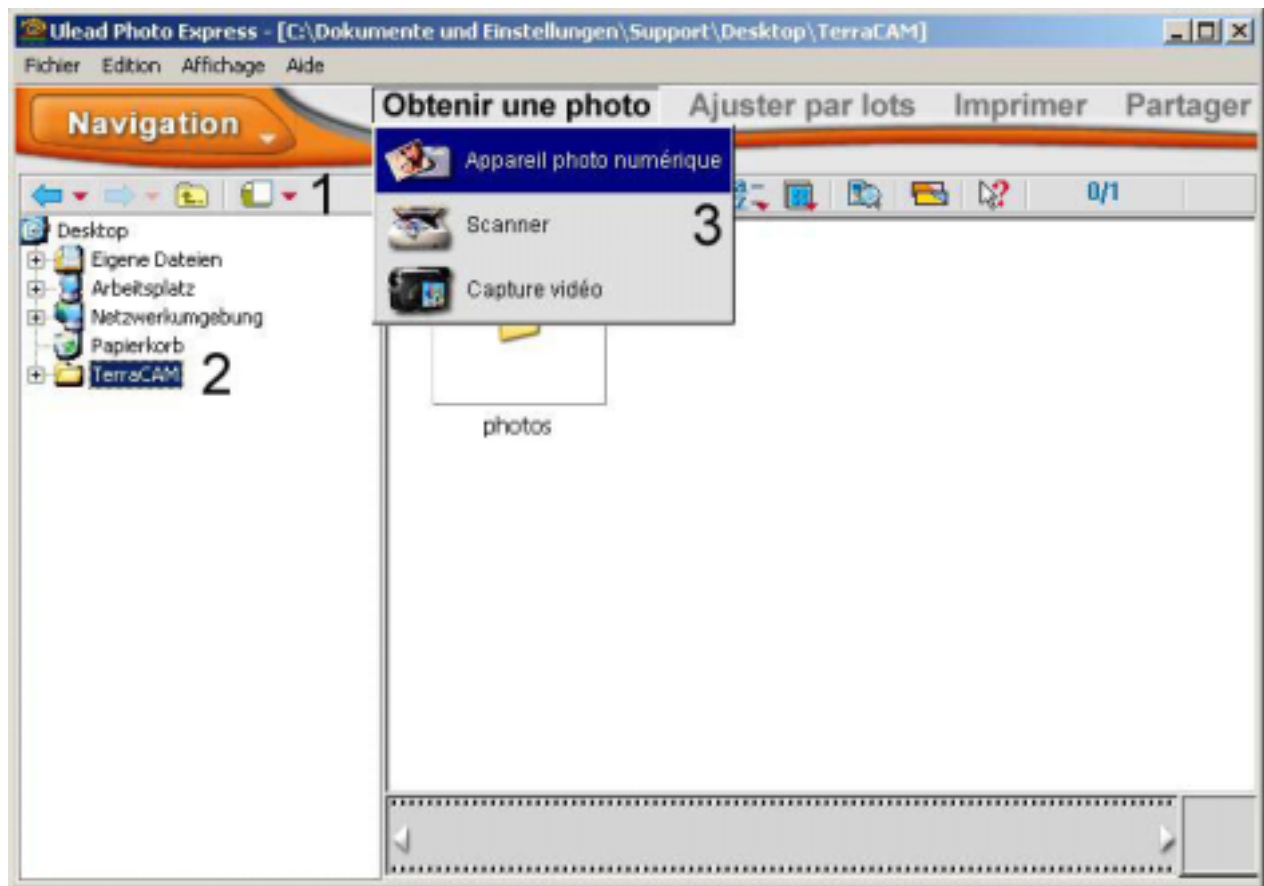 Ulead Photo Express - [C:\Dokumente und Einstellungen\Support\Desktop\TerraCAM]
Fichier Edition Affichage Aide
Navigation
Obtenir une photo Ajuster par lots Imprimer Partager
Appareil photo numérique
1
0/1
Scanner
3
Capture vidéo
Desktop
Eigene Dateien
Arbeitsplatz
Netzwerkumgebung
Papierkorb
TerraCAM
2
photos